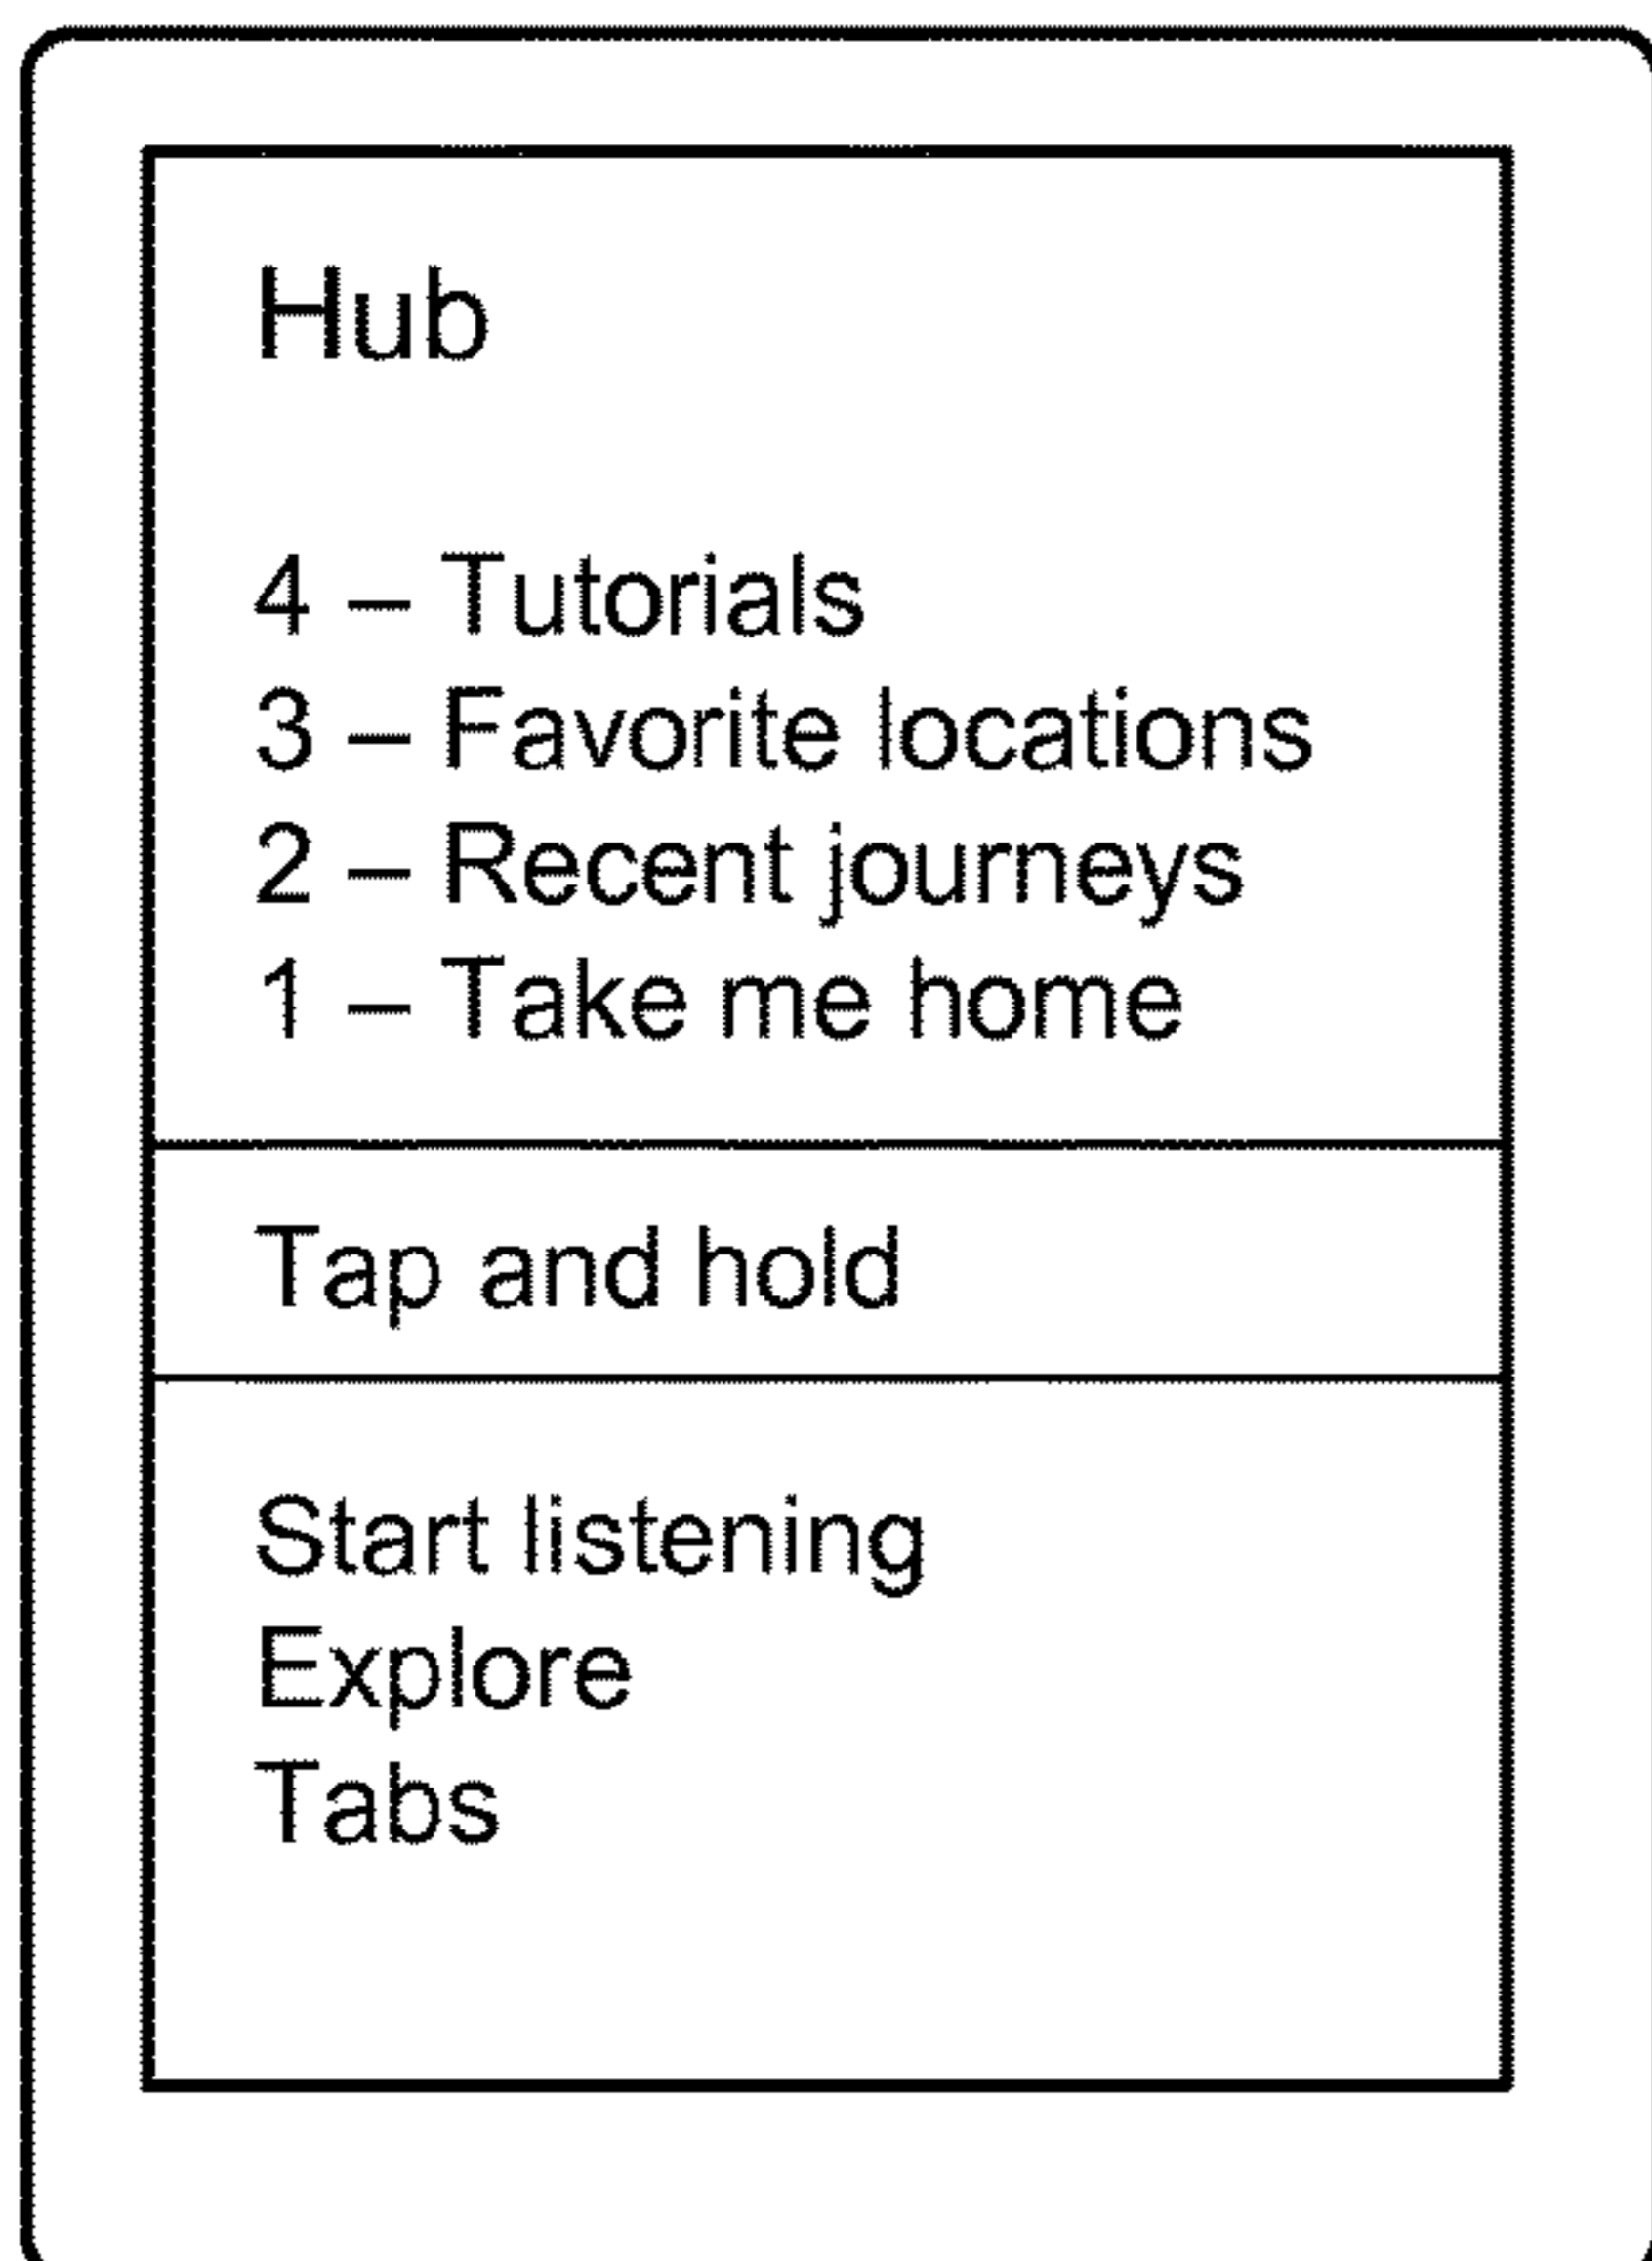 Hub
4 – Tutorials
3 – Favorite locations
2 – Recent journeys
1 – Take me home
Tap and hold
Start listening
Explore
Tabs